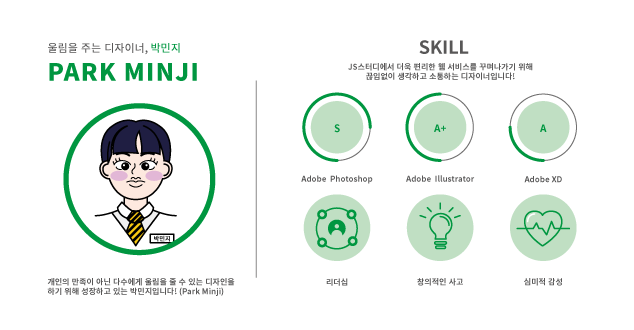 울림을 주는 디자이너, 박민지
PARK MINJI
박민지
개인의 만족이 아닌 다수에게 울림을 줄 수 있는 디자인을
하기 위해 성장하고 있는 박민지입니다! (Park Minji)
SKILL
JS스터디에서 더욱 편리한 웹 서비스를 꾸며나가기 위해
끊임없이 생각하고 소통하는 디자이너입니다!
S
A+
A
Adobe Photoshop
Adobe Illustrator
Adobe XD
리더십
창의적인 사고
심미적 감성